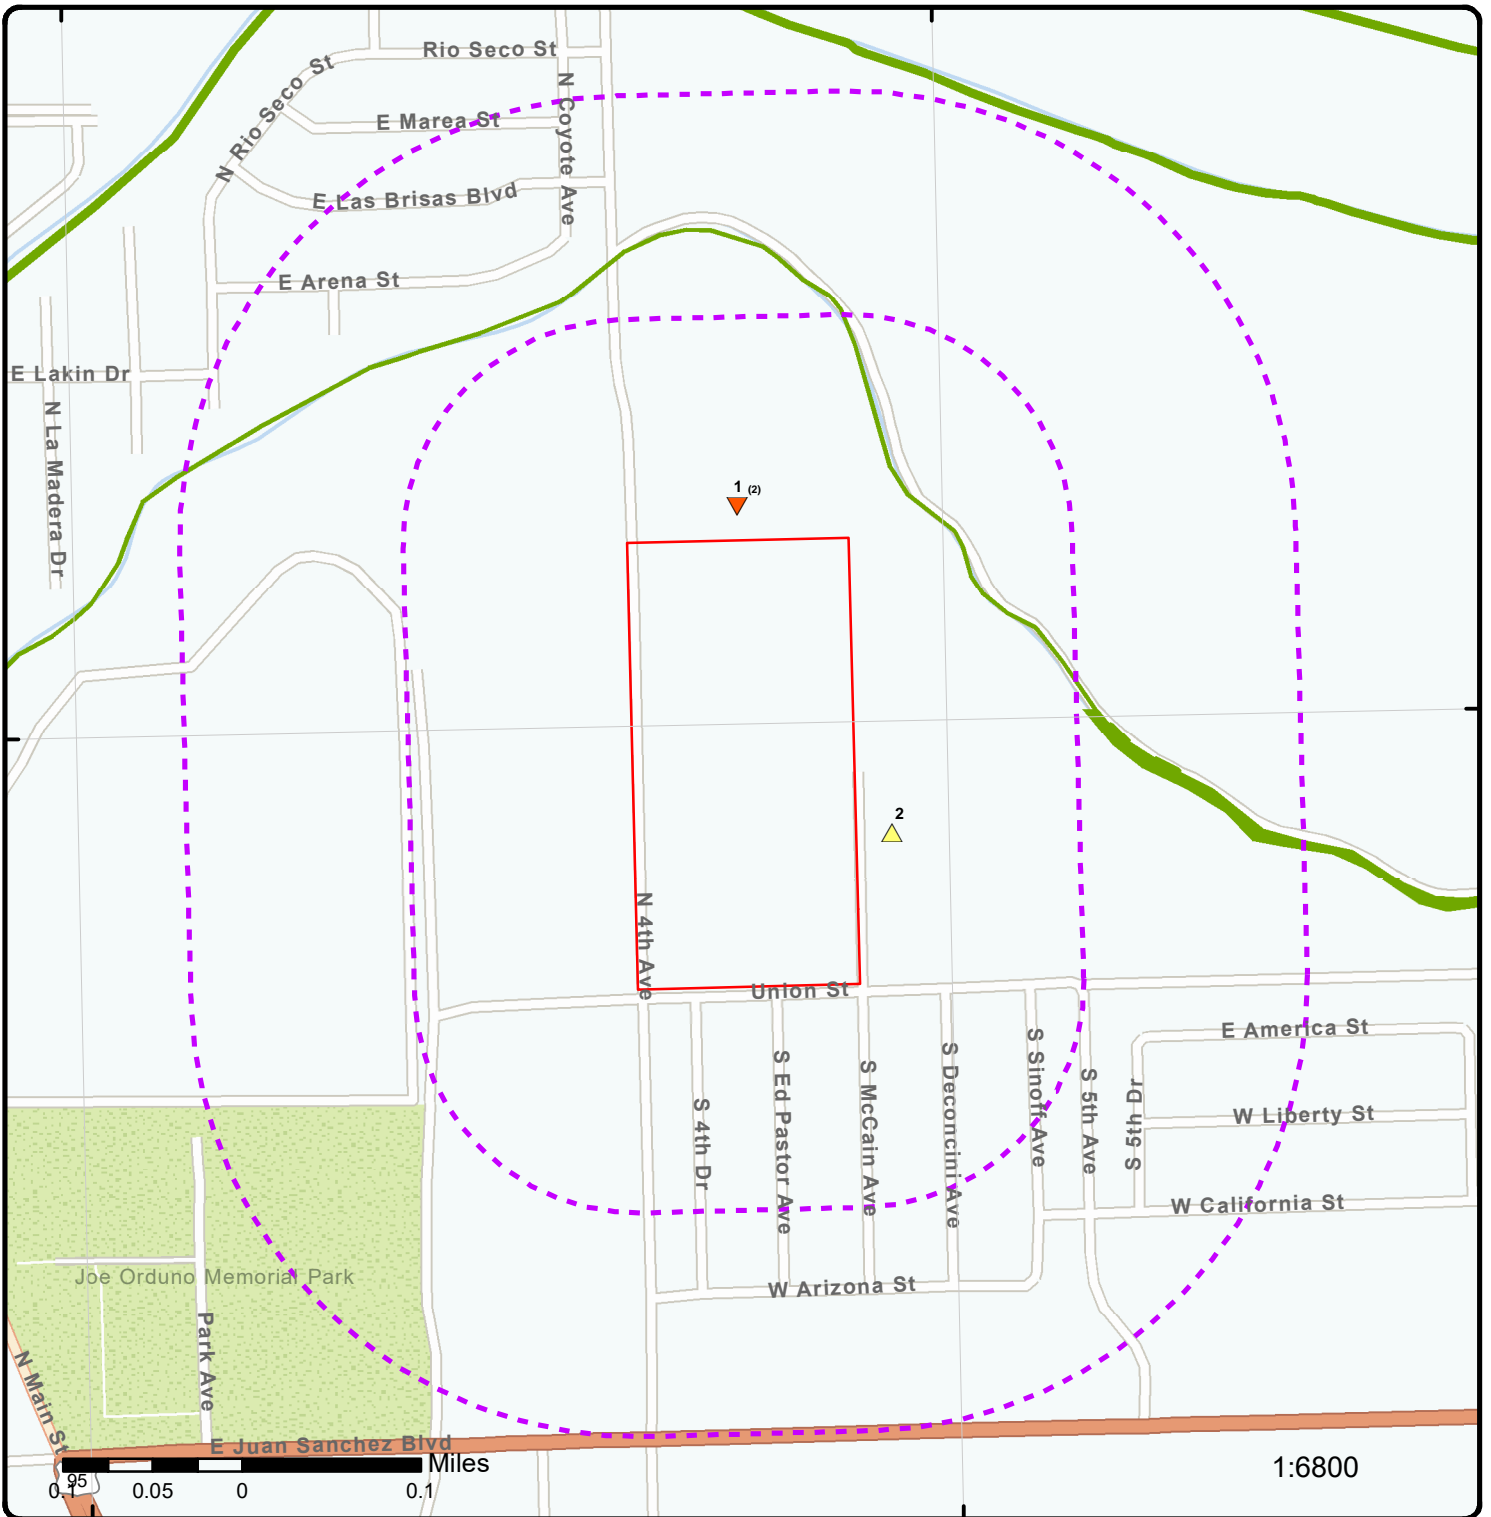 Rio Seco St
N Rio Seco St
N Coyote Ave
E Marea St
E Las Brisas Blvd
E Arena St
E Lakin Dr
N La Madera Dr
1 (2)
2
N 4th Ave
Union St
E America St
S Sinoff Ave
S Deconcini Ave
S Ed Pastor Ave
S McCain Ave
S 5th Ave
S 5th Dr
S 4th Dr
W Liberty St
W California St
Joe Orduno Memorial Park
W Arizona St
Park Ave
N Main St
E Juan Sanchez Blvd
Miles
1:6800
95
0.1 0.05 0 0.1